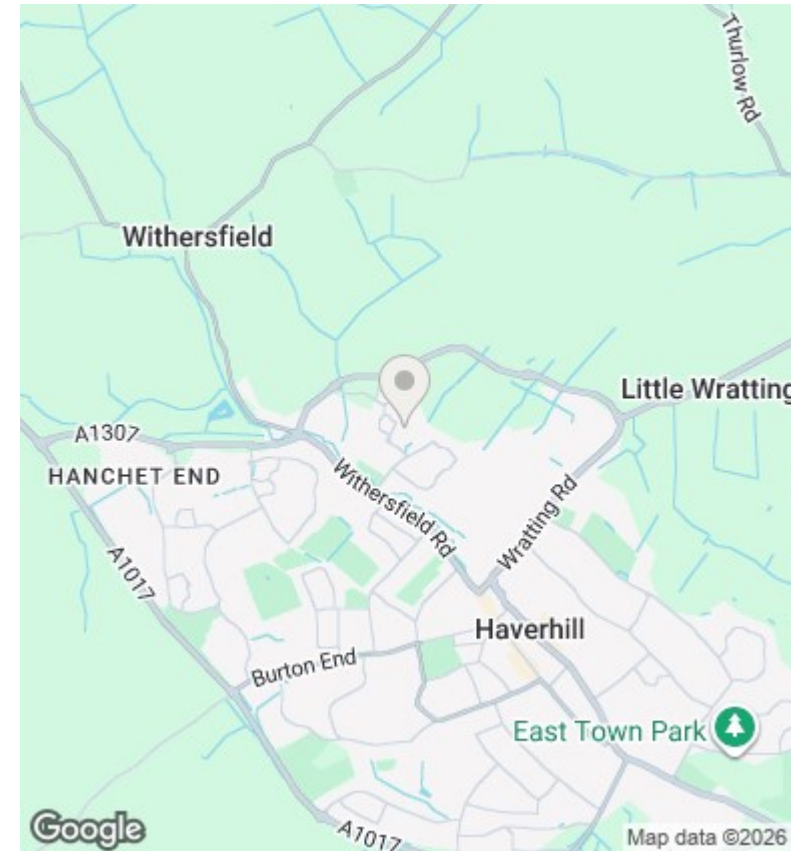 Thurlow Rd
Withersfield
Little Wratting
A1307
HANCHET END
Withersfield Rd
Wratting Rd
A1017
Haverhill
Burton End
East Town Park
A1017
Google
Map data ©2026